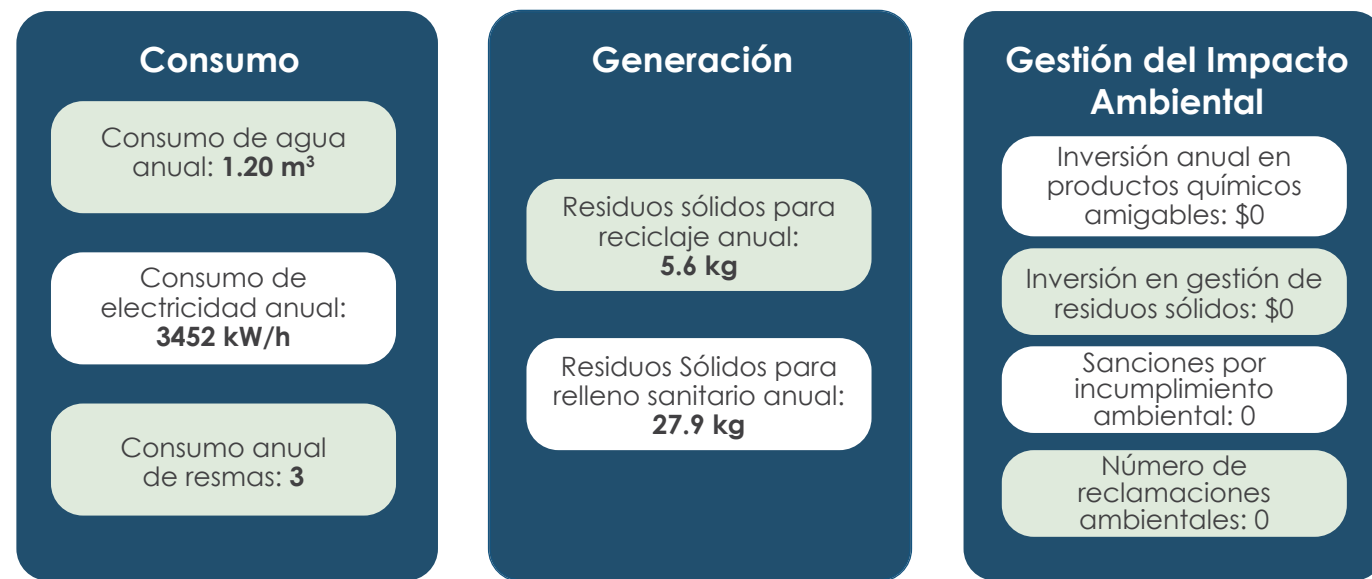 Consumo
Consumo de agua
anual: 1.20 m³
Consumo de
electricidad anual:
3452 kW/h
Consumo anual
de resmas: 3
Generación
Residuos sólidos para
reciclaje anual:
5.6 kg
Residuos Sólidos para
relleno sanitario anual:
27.9 kg
Gestión del Impacto
Ambiental
Inversión anual en
productos químicos
amigables: $0
Inversión en gestión de
residuos sólidos: $0
Sanciones por
incumplimiento
ambiental: 0
Número de
reclamaciones
ambientales: 0